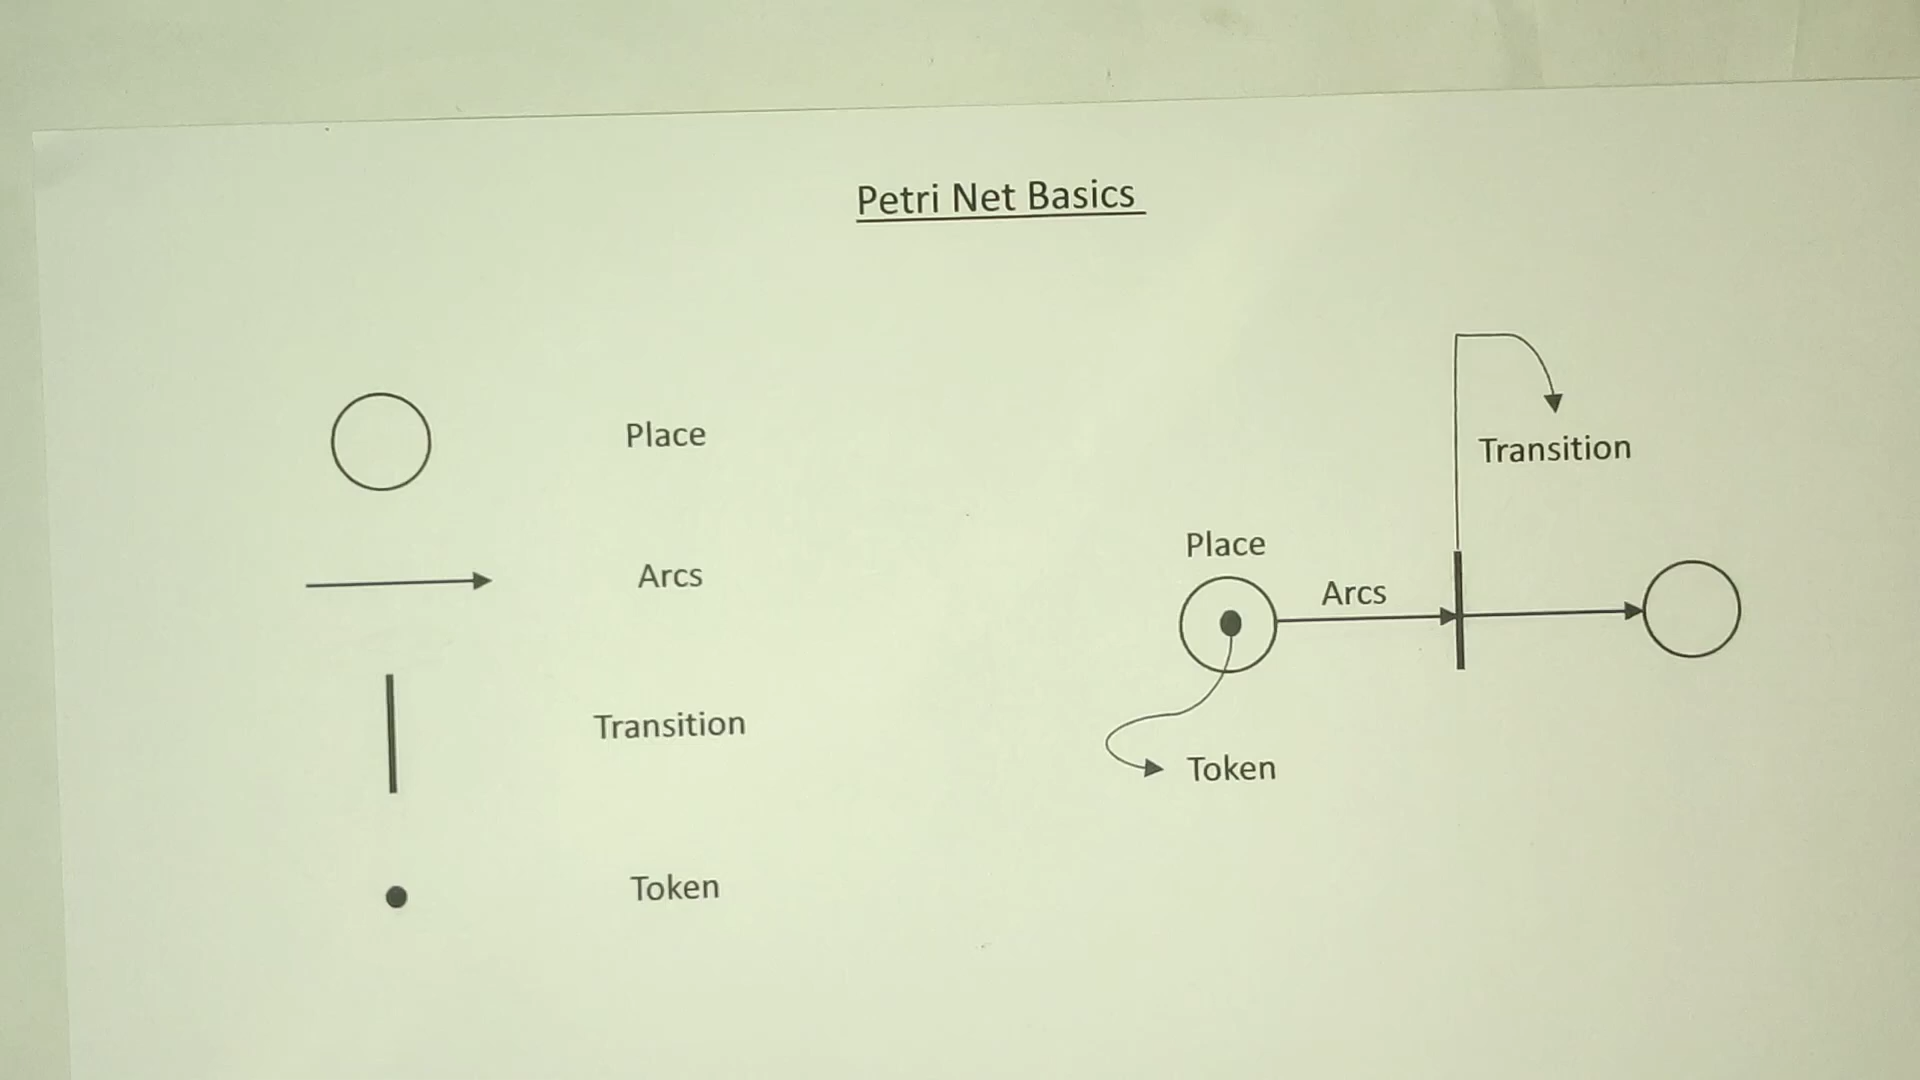 Petri Net Basics
Place
Arcs
Transition
Token
Transition
Place
Arcs
Token